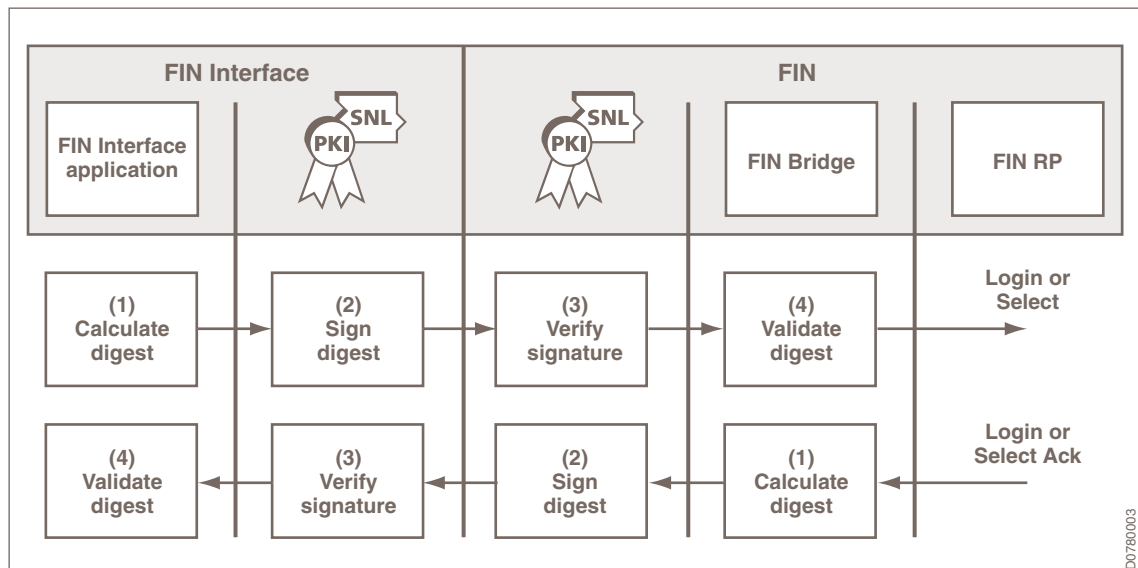 FIN Interface
FIN
FIN Interface
application
SNL
PKI
SNL
PKI
FIN Bridge
FIN RP
(1)
Calculate
digest
(2)
Sign
digest
(3)
Verify
signature
(4)
Validate
digest
Login or
Select
(4)
Validate
digest
(3)
Verify
signature
(2)
Sign
digest
(1)
Calculate
digest
Login or
Select Ack
D0780003